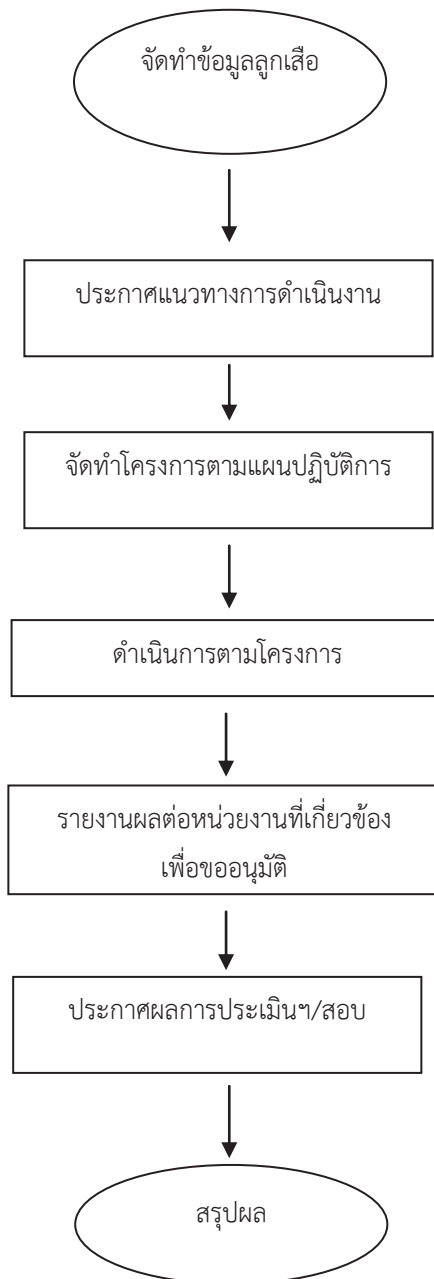 จัดทำข้อมูลลูกเสือ
ประกาศแนวทางการดำเนินงาน
จัดทำโครงการตามแผนปฏิบัติการ
ดำเนินการตามโครงการ
รายงานผลต่อหน่วยงานที่เกี่ยวข้อง
เพื่อขออนุมัติ
ประกาศผลการประเมินฯ/สอบ
สรุปผล